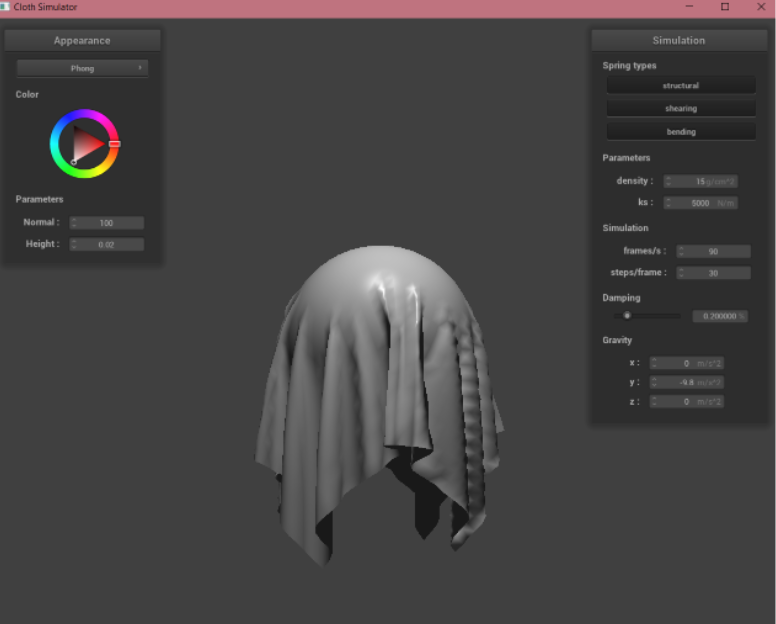 Cloth Simulator
Appearance
Phong
Color
Parameters
Normal : 100
Height : 0.02
Simulation
Spring types
structural
shearing
bending
Parameters
density : 15 g/cm^2
ks : 5000 N/m
Simulation
frames/s : 90
steps/frame : 30
Damping
0.200000 %
Gravity
x : 0 m/s^2
y : -9.8 m/s^2
z : 0 m/s^2